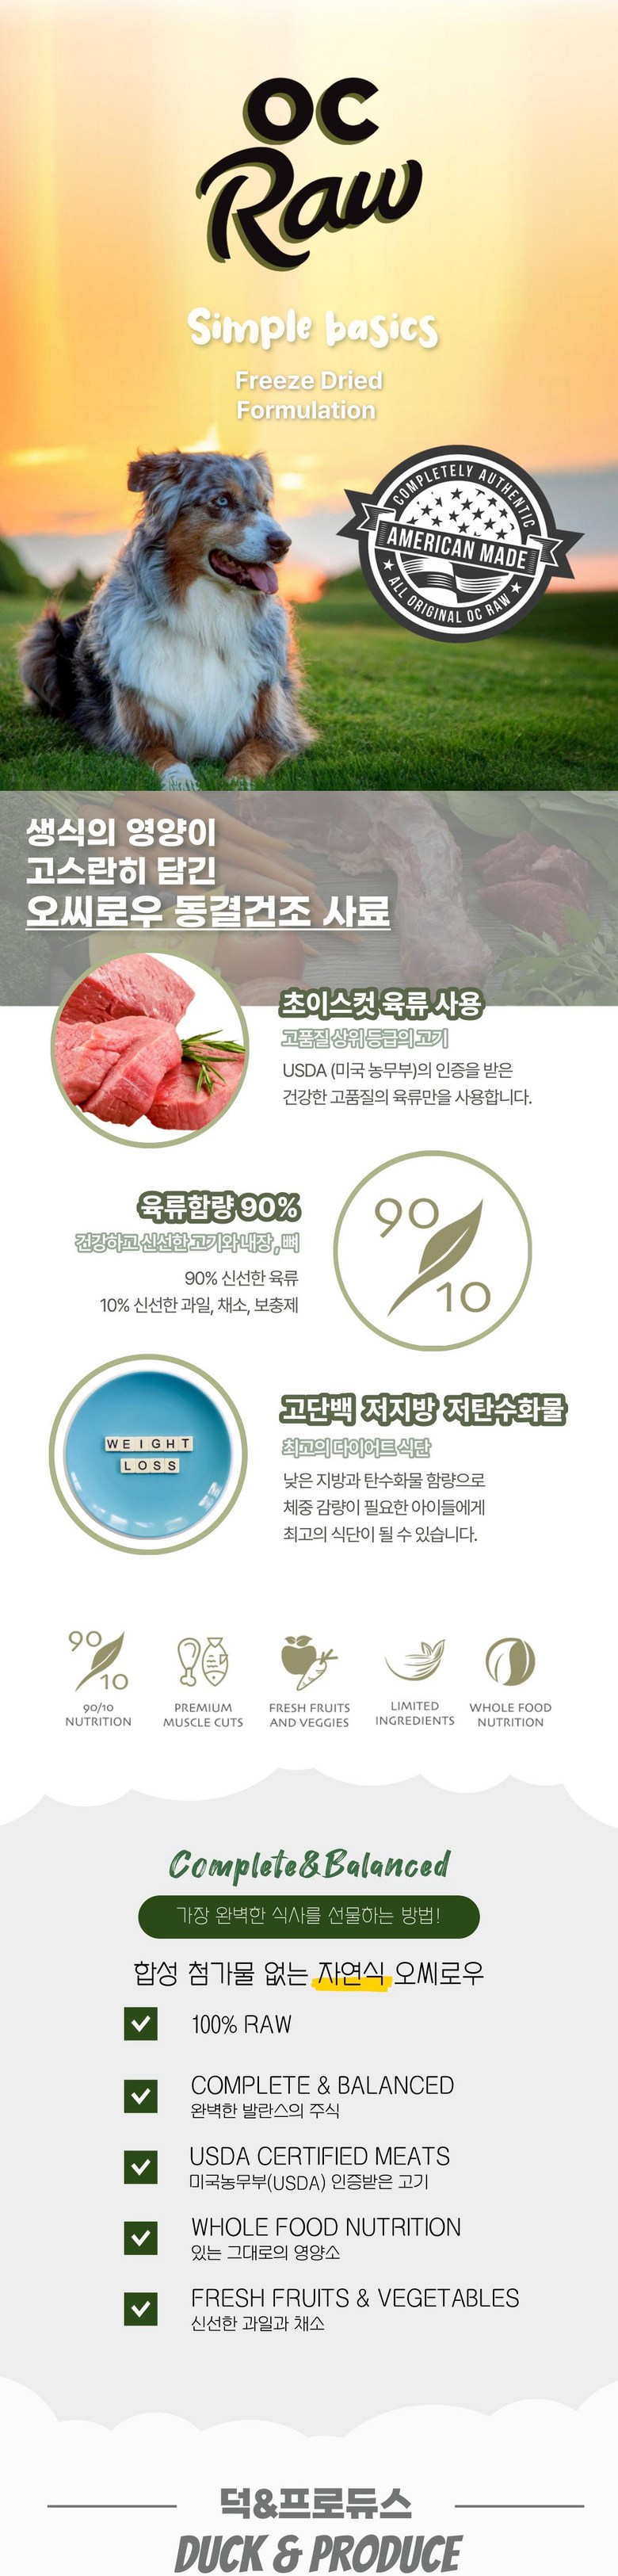 OC
Raw
Simple basics
Freeze Dried
Formulation
COMPLETELY AUTHENTIC
AMERICAN MADE
ALL ORIGINAL OC RAW
생식의 영양이
고스란히 담긴
오씨로우 동결건조 사료
초이스컷 육류 사용
고품질 상위 등급의 고기
USDA (미국 농무부)의 인증을 받은
건강한 고품질의 육류만을 사용합니다.
육류함량 90%
건강하고 신선한 고기와 내장, 뼈
90% 신선한 육류
10% 신선한 과일, 채소, 보충제
90
10
WEIGHT
LOSS
고단백 저지방 저탄수화물
최고의 다이어트 식단
낮은 지방과 탄수화물 함량으로
체중 감량이 필요한 아이들에게
최고의 식단이 될 수 있습니다.
90
10
90/10
NUTRITION
PREMIUM
MUSCLE CUTS
FRESH FRUITS
AND VEGGIES
LIMITED
INGREDIENTS
WHOLE FOOD
NUTRITION
Complete&Balanced
가장 완벽한 식사를 선물하는 방법!
합성 첨가물 없는 자연식 오씨로우
100% RAW
COMPLETE & BALANCED
완벽한 발란스의 주식
USDA CERTIFIED MEATS
미국농무부(USDA) 인증받은 고기
WHOLE FOOD NUTRITION
있는 그대로의 영양소
FRESH FRUITS & VEGETABLES
신선한 과일과 채소
덕&프로듀스
DUCK & PRODUCE